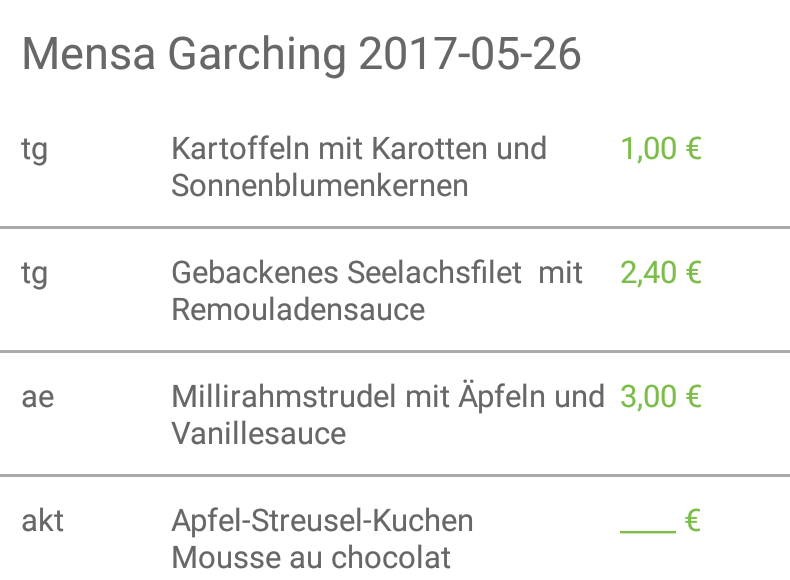 Mensa Garching 2017-05-26
tg Kartoffeln mit Karotten und 1,00 €
Sonnenblumenkernen
tg Gebackenes Seelachsfilet  mit 2,40 €
Remouladensauce
ae Millirahmstrudel mit Äpfeln und 3,00 €
Vanillesauce
akt Apfel-Streusel-Kuchen ____ €
Mousse au chocolat